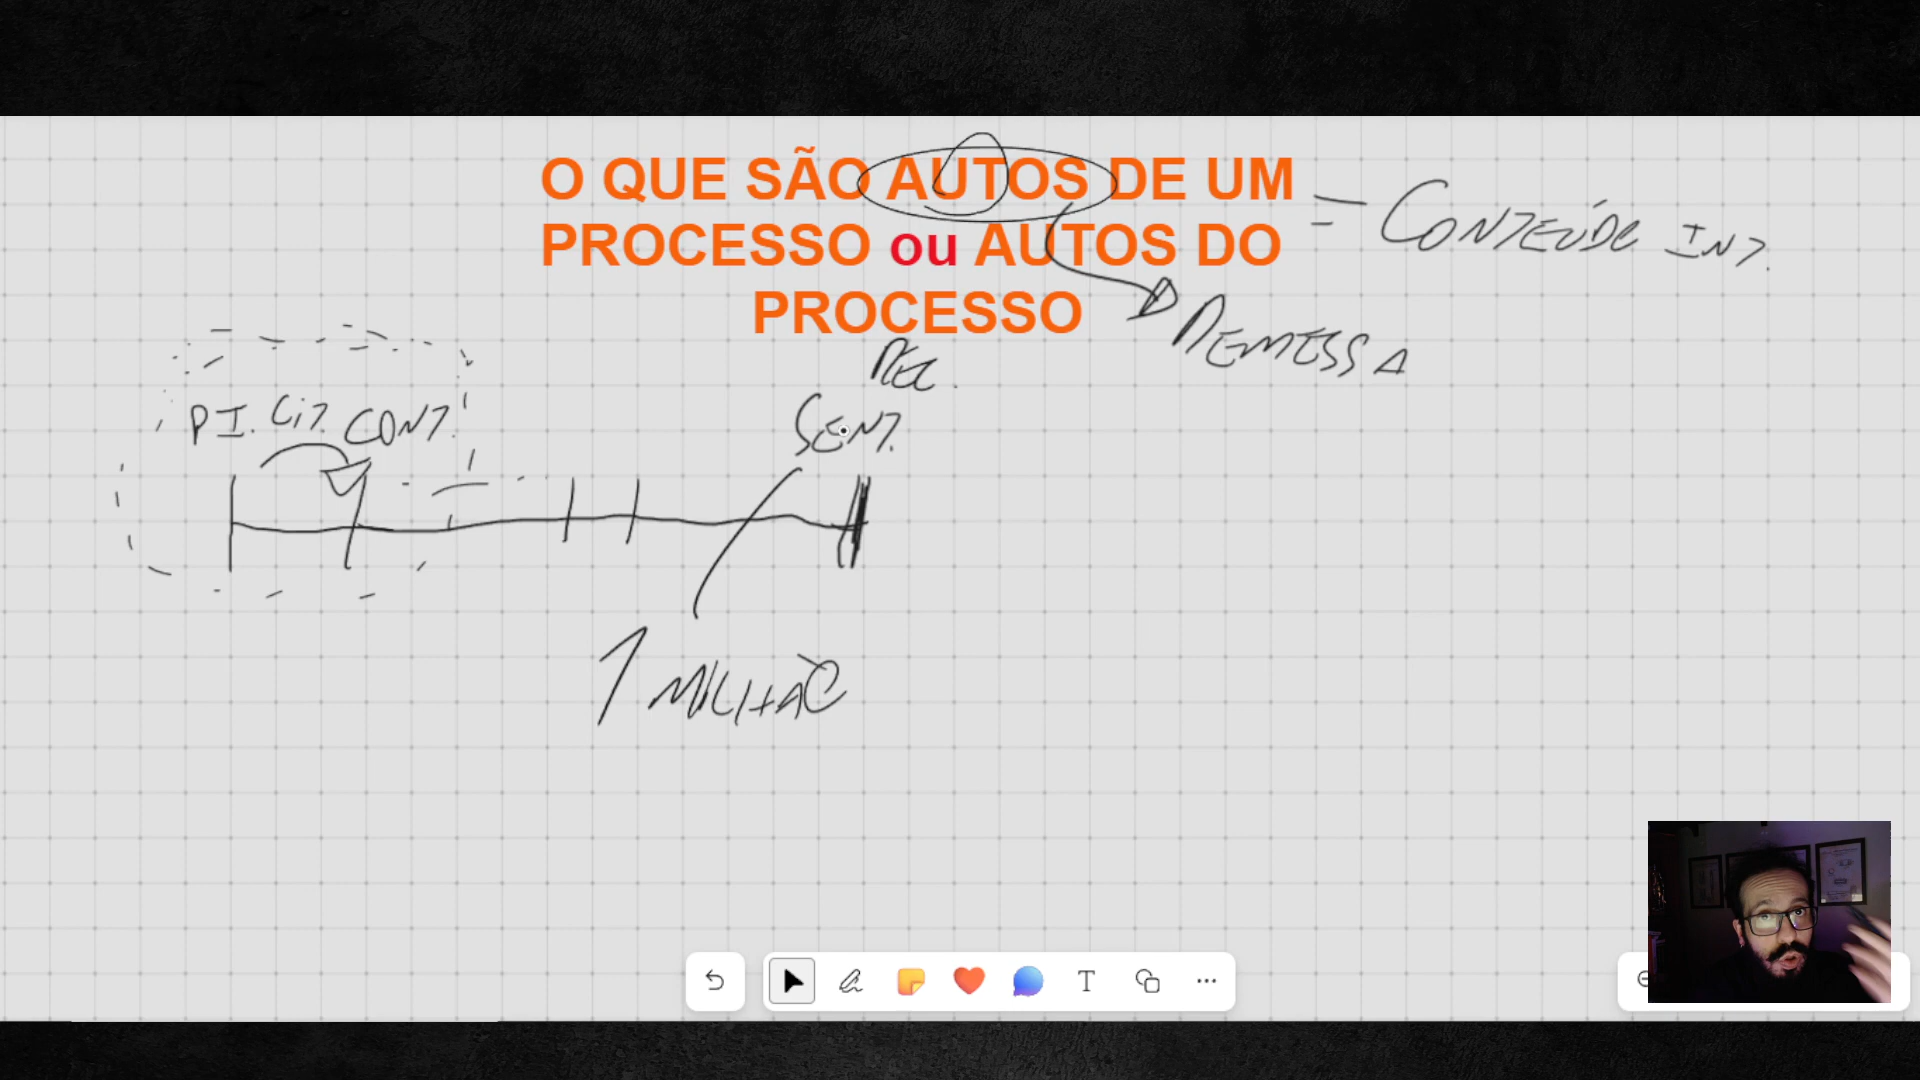 O QUE SÃO AUTOS DE UM
PROCESSO ou AUTOS DO
PROCESSO
= CONTEÚDO INT.
REMESSA
REC.
SENT.
PI. CIT. CONT.
1 MILHÃO
T